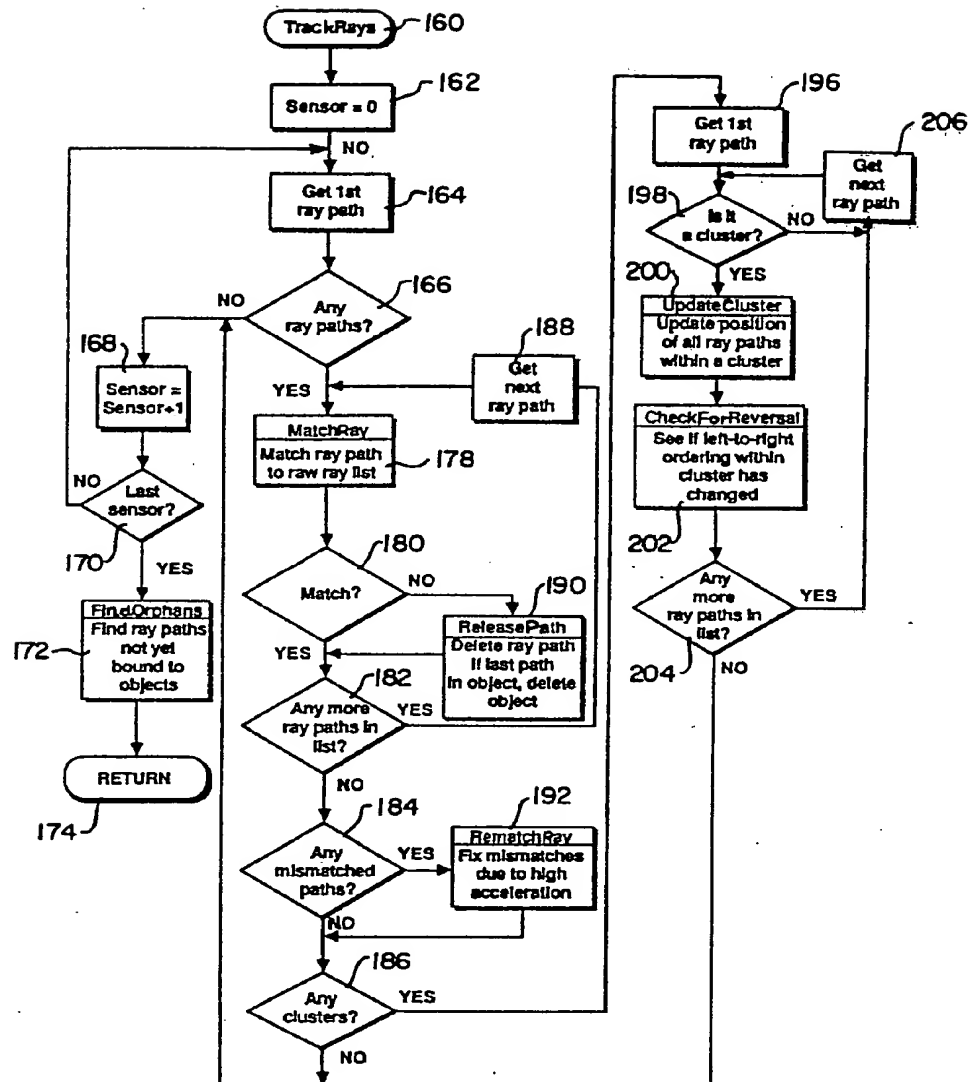 TrackRays
160
162
Sensor = 0
NO
Get 1st
ray path
164
NO
Any
ray paths?
166
168
Sensor =
Sensor+1
YES
188
Get
next
ray path
MatchRay
Match ray path
to raw ray list
178
NO
Last
sensor?
170
YES
180
Match?
NO
190
ReleasePath
Delete ray path
If last path
in object, delete
object
FindOrphans
Find ray paths
not yet
bound to
objects
172
YES
182
Any more
ray paths in
list?
YES
RETURN
174
NO
184
Any
mismatched
paths?
YES
192
RematchRay
Fix mismatches
due to high
acceleration
NO
186
Any
clusters?
YES
NO
196
Get 1st
ray path
206
Get
next
ray path
198
Is it
a cluster?
NO
YES
200
UpdateCluster
Update position
of all ray paths
within a cluster
CheckForReversal
See if left-to-right
ordering within
cluster has
changed
202
Any
more
ray paths in
list?
YES
204
NO